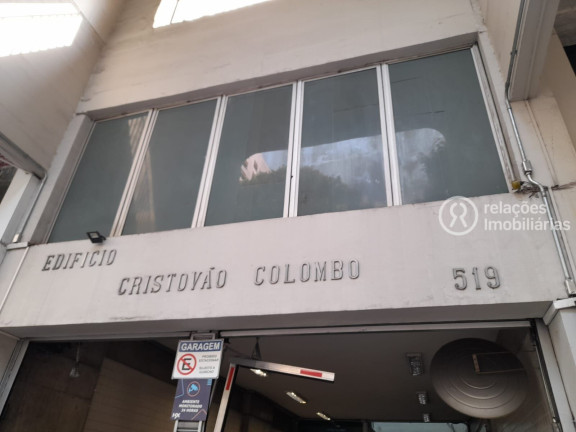 relações
Imobiliárias
EDIFICIO
CRISTOVÃO COLOMBO 519
GARAGEM
E